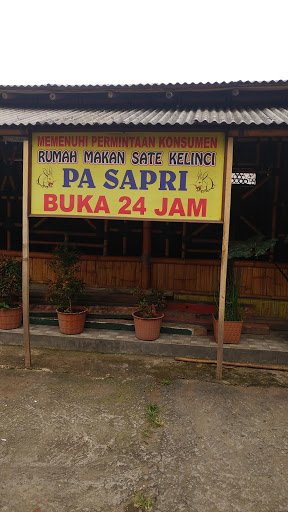 MEMENUHI PERMINTAAN KONSUMEN
RUMAH MAKAN SATE KELINCI
PA SAPRI
BUKA 24 JAM